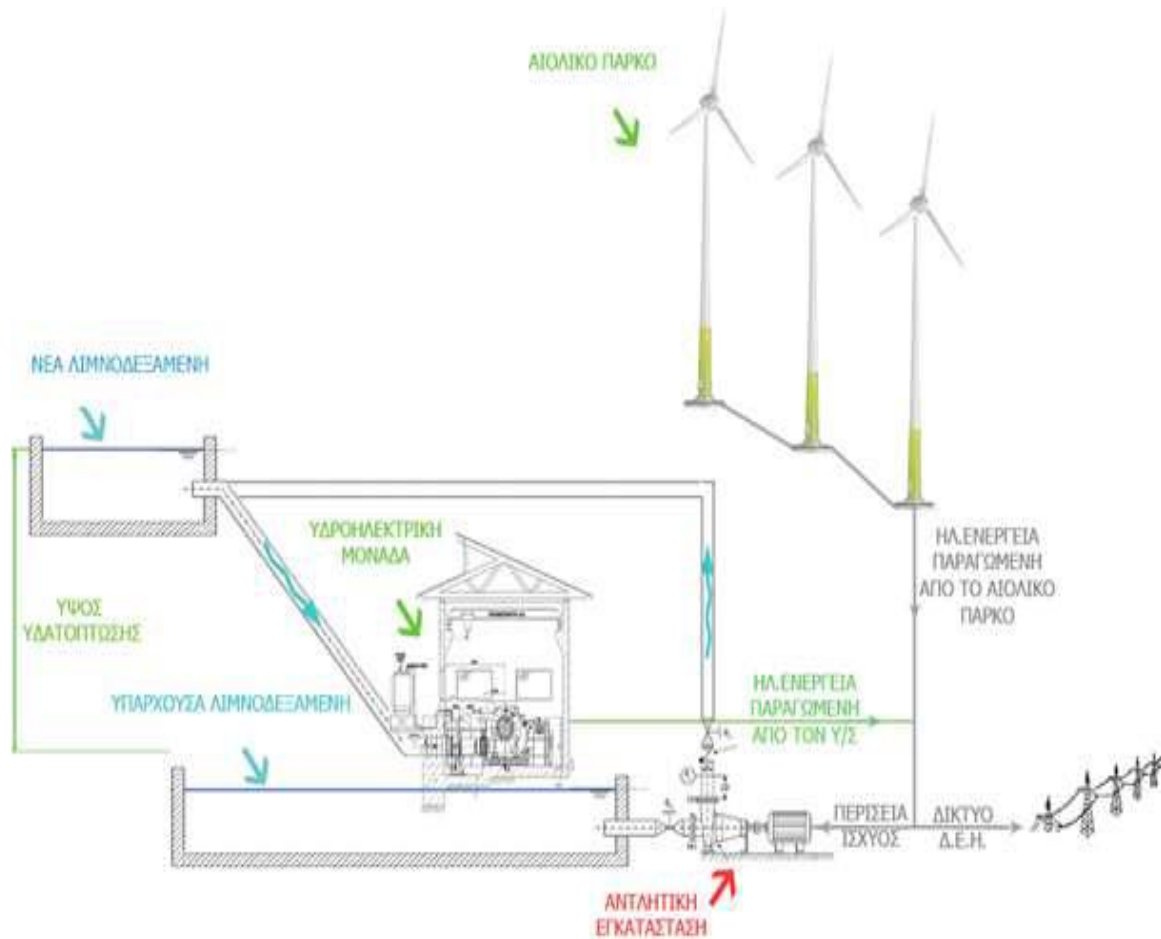 ΑΙΟΛΙΚΟ ΠΑΡΚΟ
ΝΕΑ ΛΙΜΝΟΔΕΞΑΜΕΝΗ
ΥΔΡΟΗΛΕΚΤΡΙΚΗ
ΜΟΝΑΔΑ
ΗΛ.ΕΝΕΡΓΕΙΑ
ΠΑΡΑΓΩΜΕΝΗ
ΑΠΟ ΤΟ ΑΙΟΛΙΚΟ
ΠΑΡΚΟ
ΥΨΟΣ
ΥΔΑΤΟΠΤΩΣΗΣ
ΥΠΑΡΧΟΥΣΑ ΛΙΜΝΟΔΕΞΑΜΕΝΗ
ΗΛ.ΕΝΕΡΓΕΙΑ
ΠΑΡΑΓΩΜΕΝΗ
ΑΠΟ ΤΟΝ Υ/Σ
ΠΕΡΙΣΕΙΑ
ΙΣΧΥΟΣ
ΔΙΚΤΥΟ
Δ.Ε.Η.
ΑΝΤΛΗΤΙΚΗ
ΕΓΚΑΤΑΣΤΑΣΗ